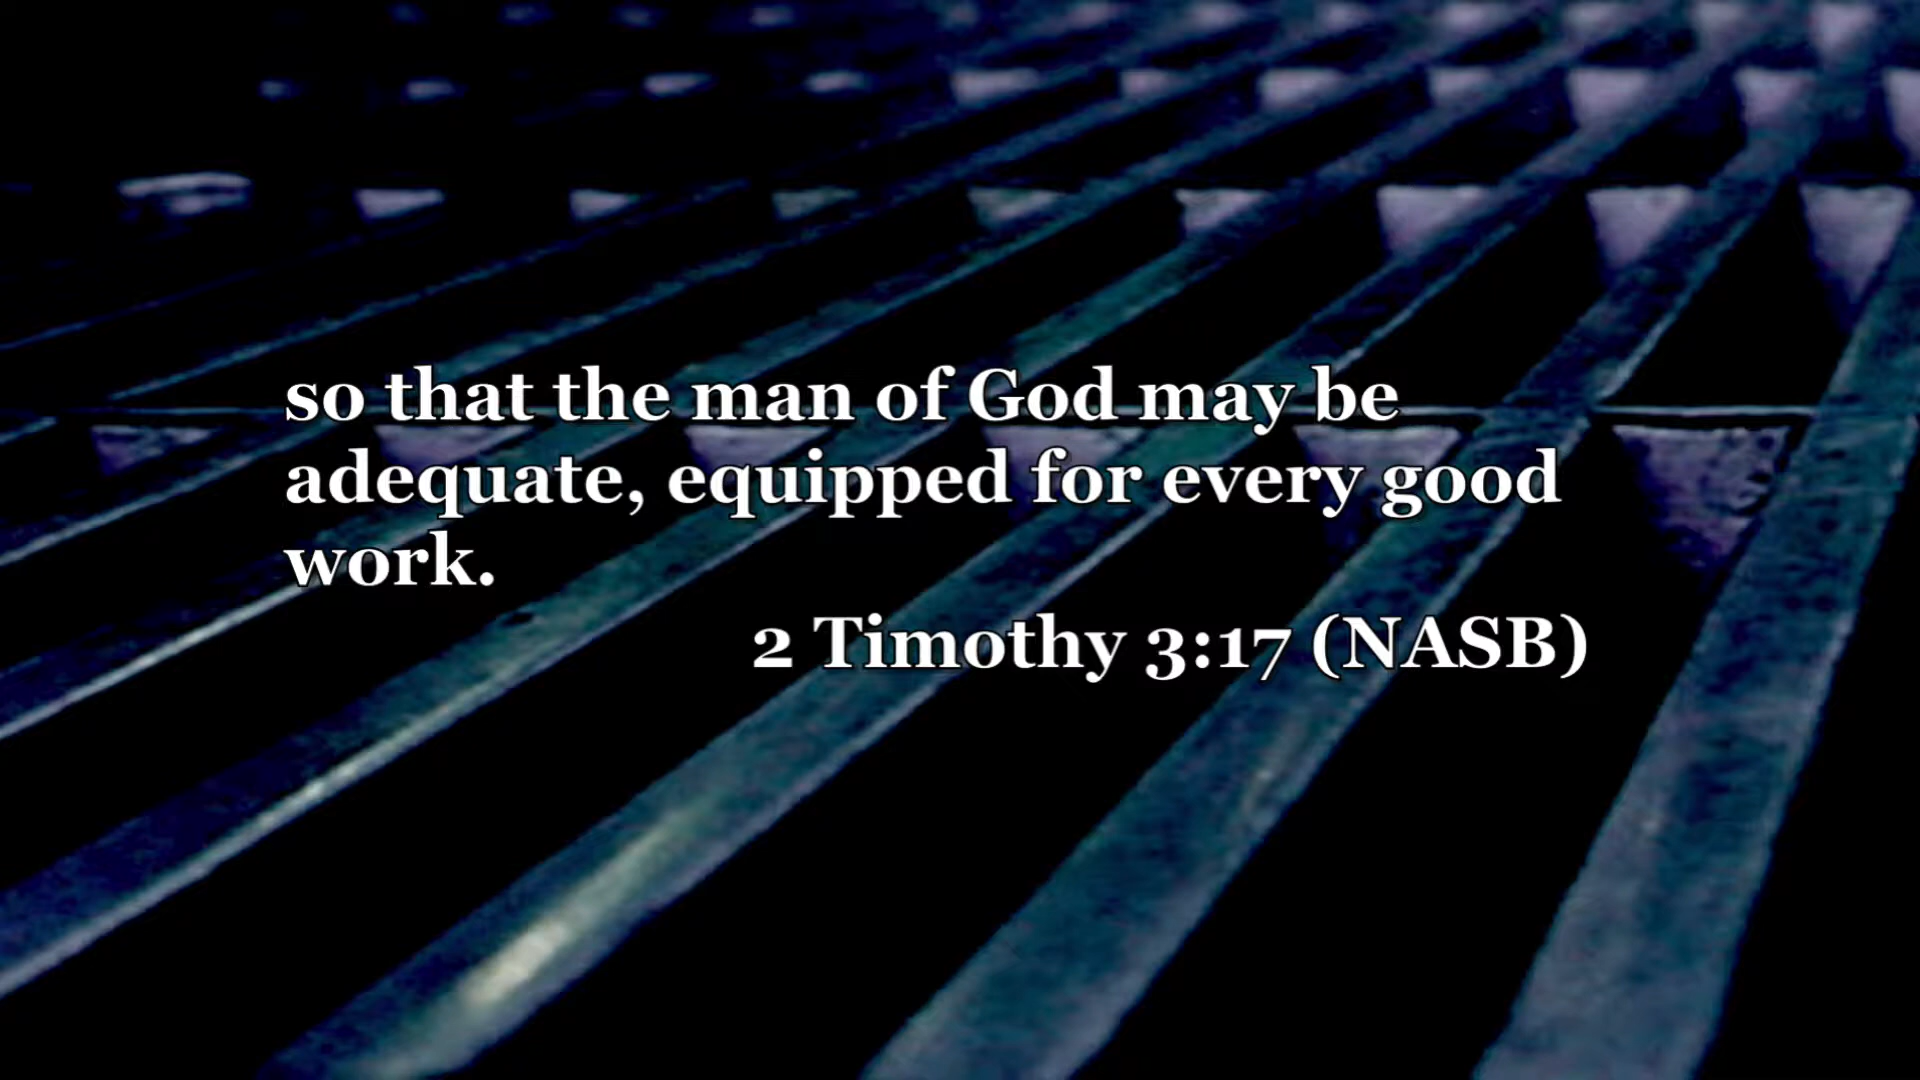 so that the man of God may be
adequate, equipped for every good
work.
2 Timothy 3:17 (NASB)